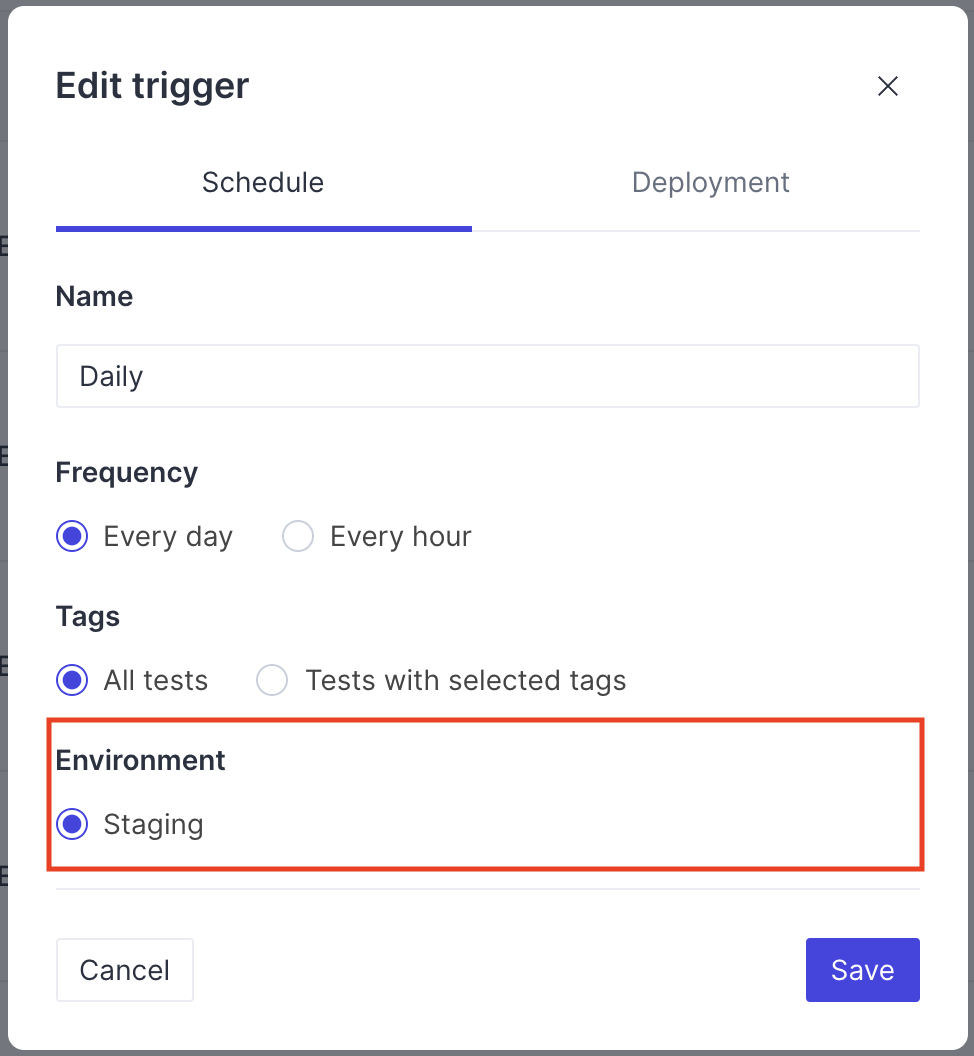 Edit trigger
Schedule Deployment
Name
Daily
Frequency
Every day Every hour
Tags
All tests Tests with selected tags
Environment
Staging
Cancel Save